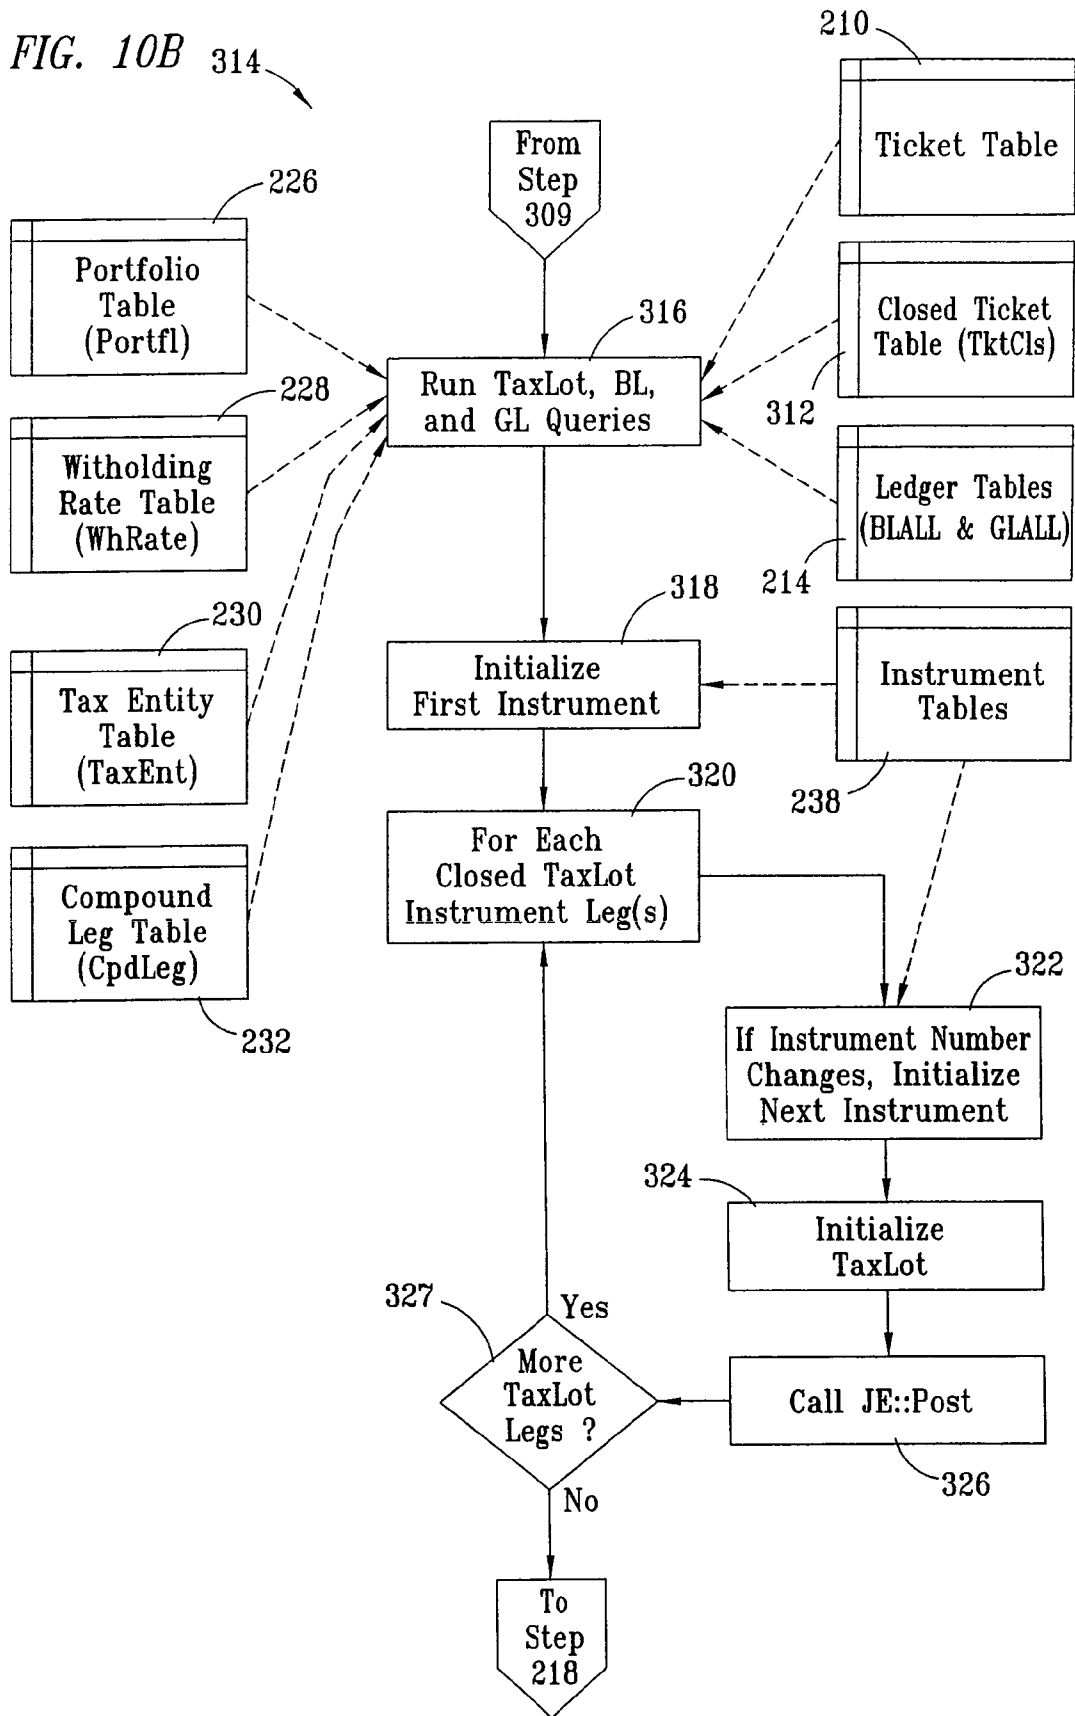 FIG. 10B
314
210
From
Step
309
Ticket Table
226
Portfolio
Table
(Portfl)
316
Run TaxLot, BL,
and GL Queries
Closed Ticket
Table (TktCls)
312
228
Witholding
Rate Table
(WhRate)
Ledger Tables
(BLALL & GLALL)
214
318
Initialize
First Instrument
Instrument
Tables
238
230
Tax Entity
Table
(TaxEnt)
320
For Each
Closed TaxLot
Instrument Leg(s)
Compound
Leg Table
(CpdLeg)
232
322
If Instrument Number
Changes, Initialize
Next Instrument
324
Initialize
TaxLot
327
Yes
More
TaxLot
Legs ?
Call JE::Post
326
No
To
Step
218